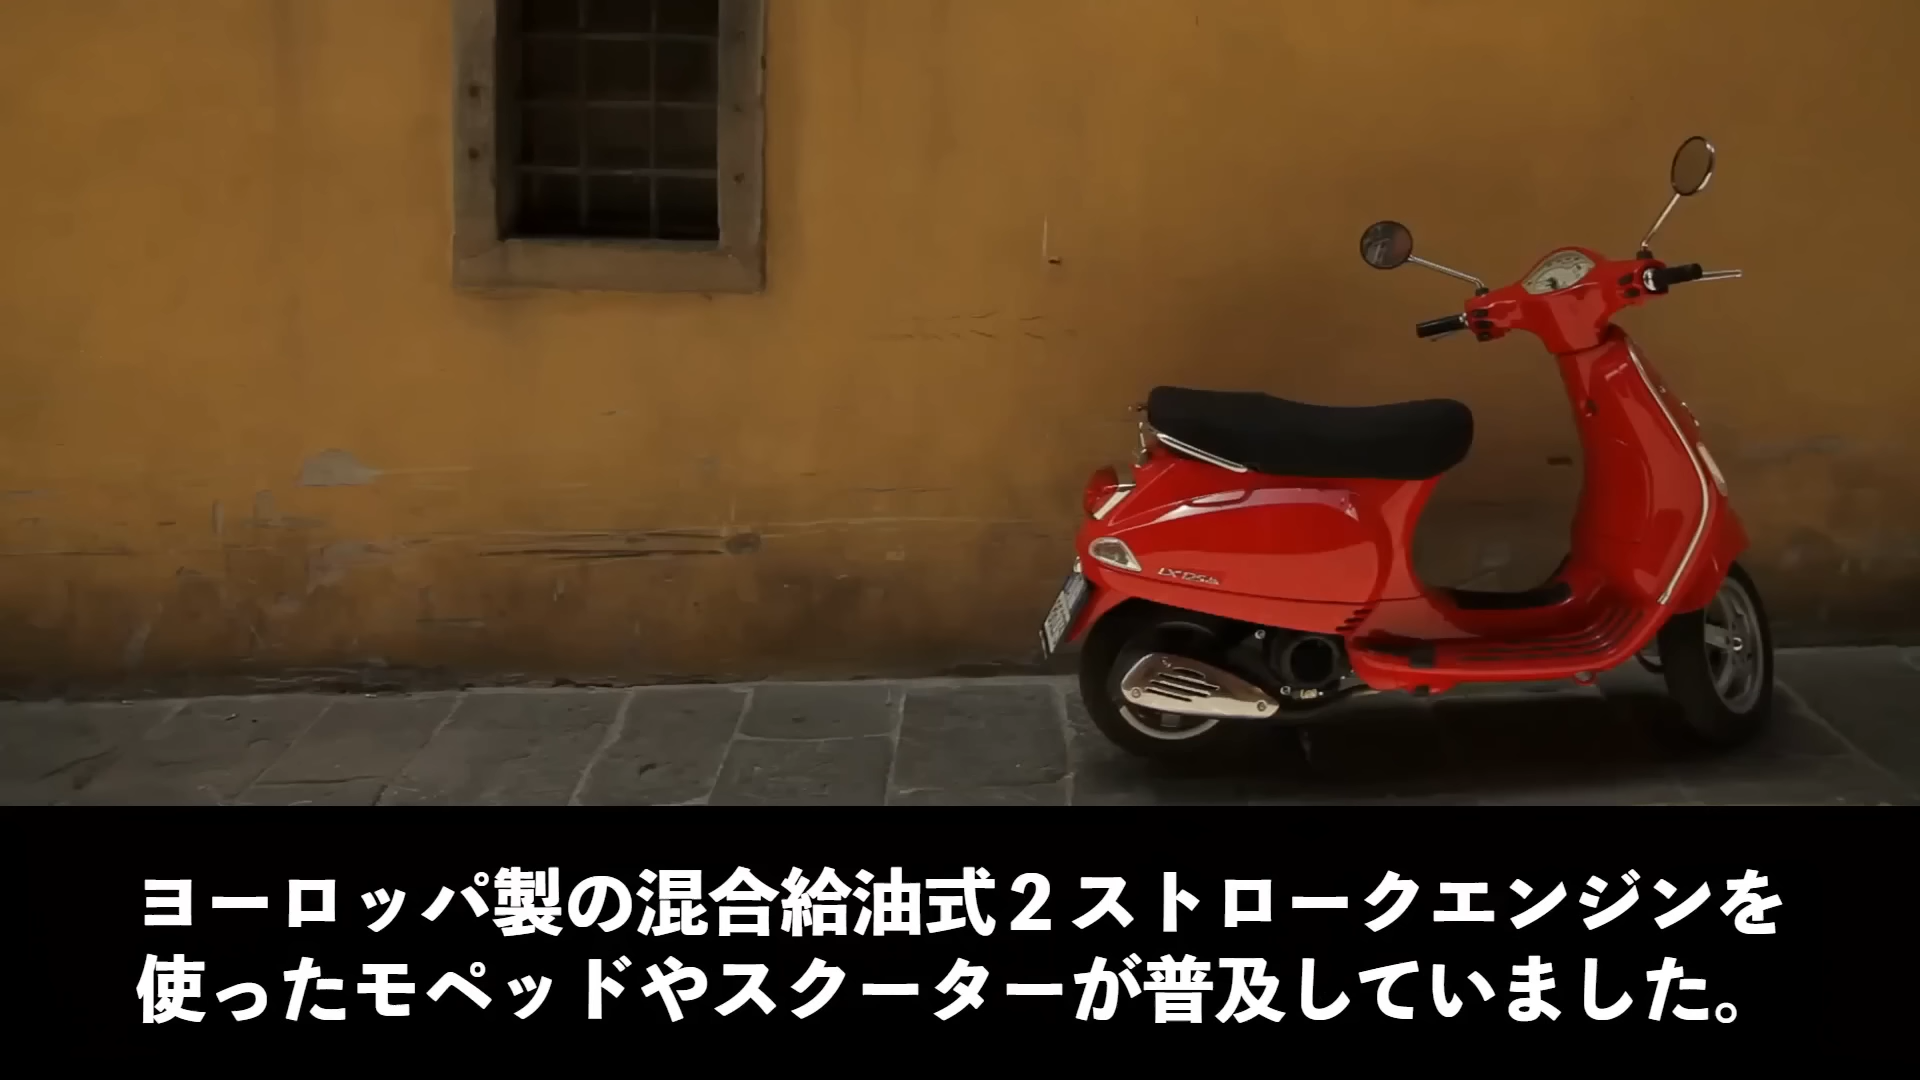 ヨーロッパ製の混合給油式２ストロークエンジンを
使ったモペッドやスクーターが普及していました。